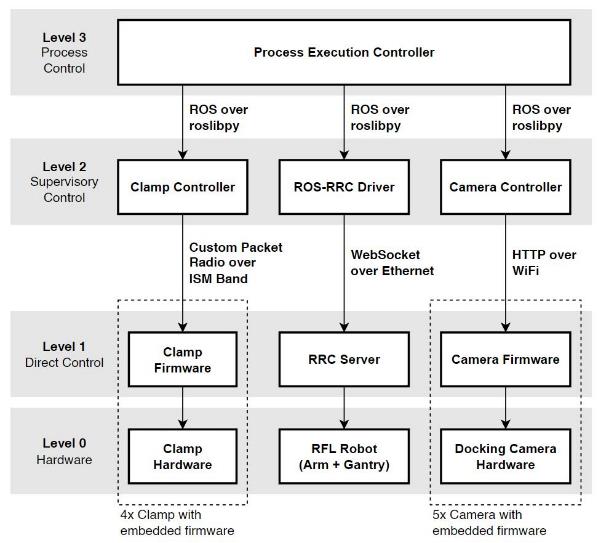 Level 3
Process
Control
Process Execution Controller
ROS over
roslibpy
ROS over
roslibpy
ROS over
roslibpy
Level 2
Supervisory
Control
Clamp Controller
ROS-RRC Driver
Camera Controller
Custom Packet
Radio over
ISM Band
WebSocket
over Ethernet
HTTP over
WiFi
Level 1
Direct Control
Clamp
Firmware
RRC Server
Camera Firmware
Level 0
Hardware
Clamp
Hardware
RFL Robot
(Arm + Gantry)
Docking Camera
Hardware
4x Clamp with
embedded firmware
5x Camera with
embedded firmware